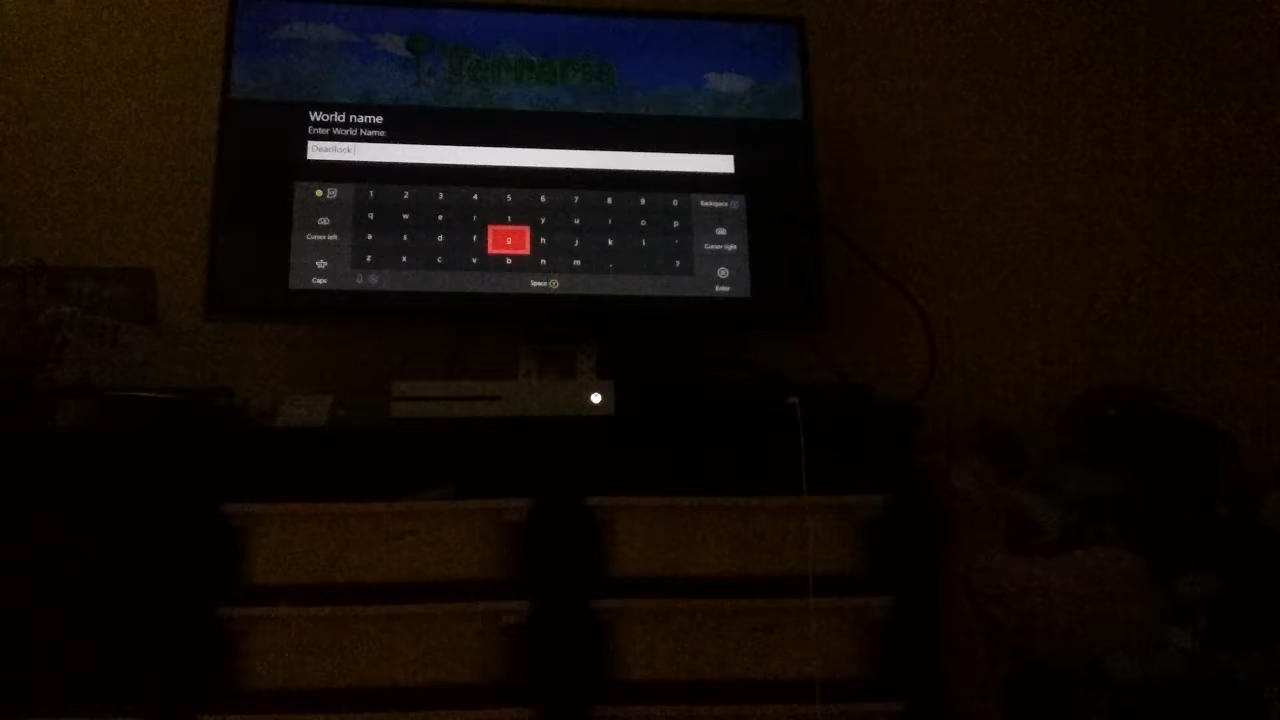 Terraria
World name
Enter World Name:
Deadlock
1 2 3 4 5 6 7 8 9 0 Backspace
q w e r t y u i o p
Cursor left a s d f g h j k l ' Cursor right
z x c v b n m , . ?
Caps Space Enter